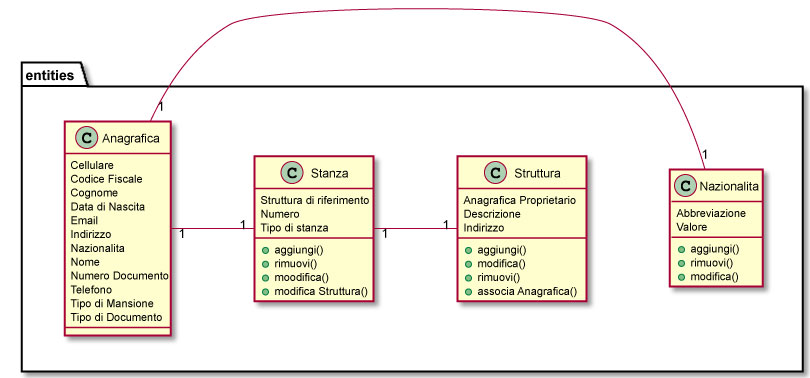 entities
1
1
C Anagrafica
Cellulare
Codice Fiscale
Cognome
Data di Nascita
Email
Indirizzo
Nazionalita
Nome
Numero Documento
Telefono
Tipo di Mansione
Tipo di Documento
1
1
C Stanza
Struttura di riferimento
Numero
Tipo di stanza
aggiungi()
rimuovi()
moodifica()
modifica Struttura()
1
1
C Struttura
Anagrafica Proprietario
Descrizione
Indirizzo
aggiungi()
modifica()
rimuovi()
associa Anagrafica()
C Nazionalita
Abbreviazione
Valore
aggiungi()
rimuovi()
modifica()